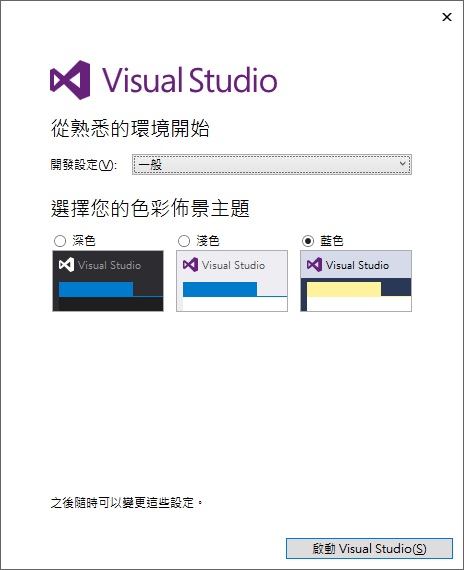 Visual Studio
從熟悉的環境開始
開發設定(V): 一般
選擇您的色彩佈景主題
深色 淺色 藍色
Visual Studio Visual Studio Visual Studio
之後隨時可以變更這些設定。
啟動 Visual Studio(S)